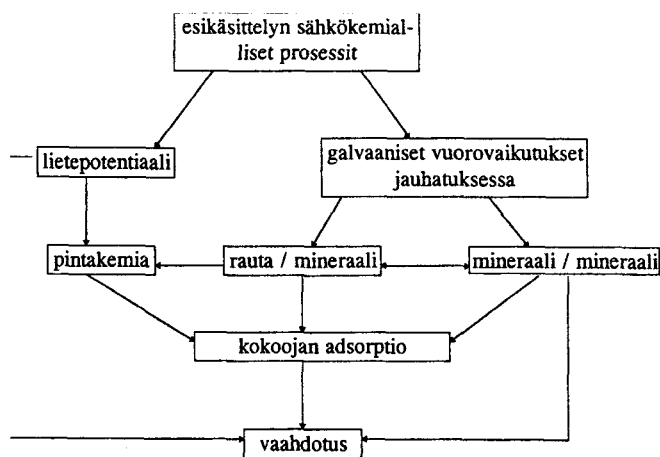 esikäsittelyn sähkökemial-
liset prosessit
lietepotentiaali
galvaaniset vuorovaikutukset
jauhatuksessa
pintakemia
rauta / mineraali
mineraali / mineraali
kokoojan adsorptio
vaahdotus